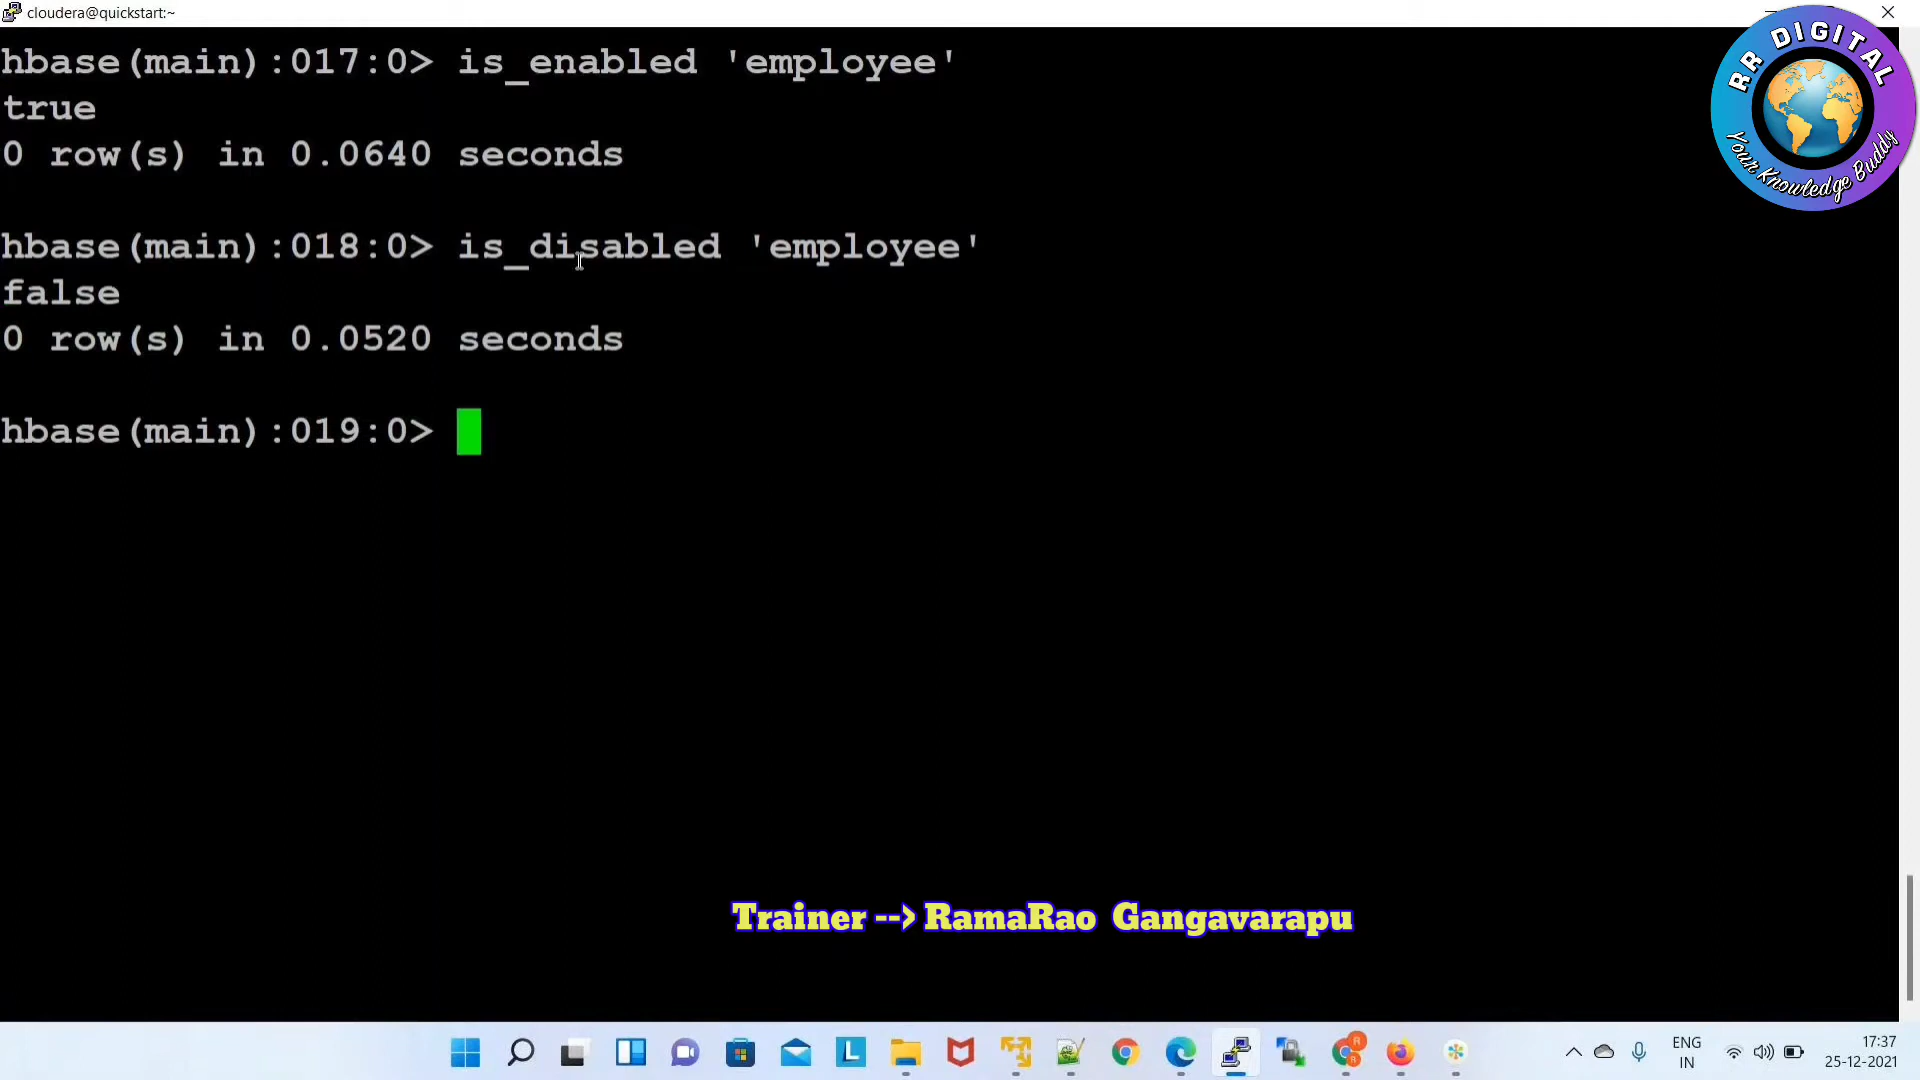 cloudera@quickstart:~
hbase(main):017:0> is_enabled 'employee'
true
0 row(s) in 0.0640 seconds
hbase(main):018:0> is_disabled 'employee'
false
0 row(s) in 0.0520 seconds
hbase(main):019:0>
RR DIGITAL
Your Knowledge Buddy
Trainer --> RamaRao Gangavarapu
L
A
R
ENG
IN
17:37
25-12-2021